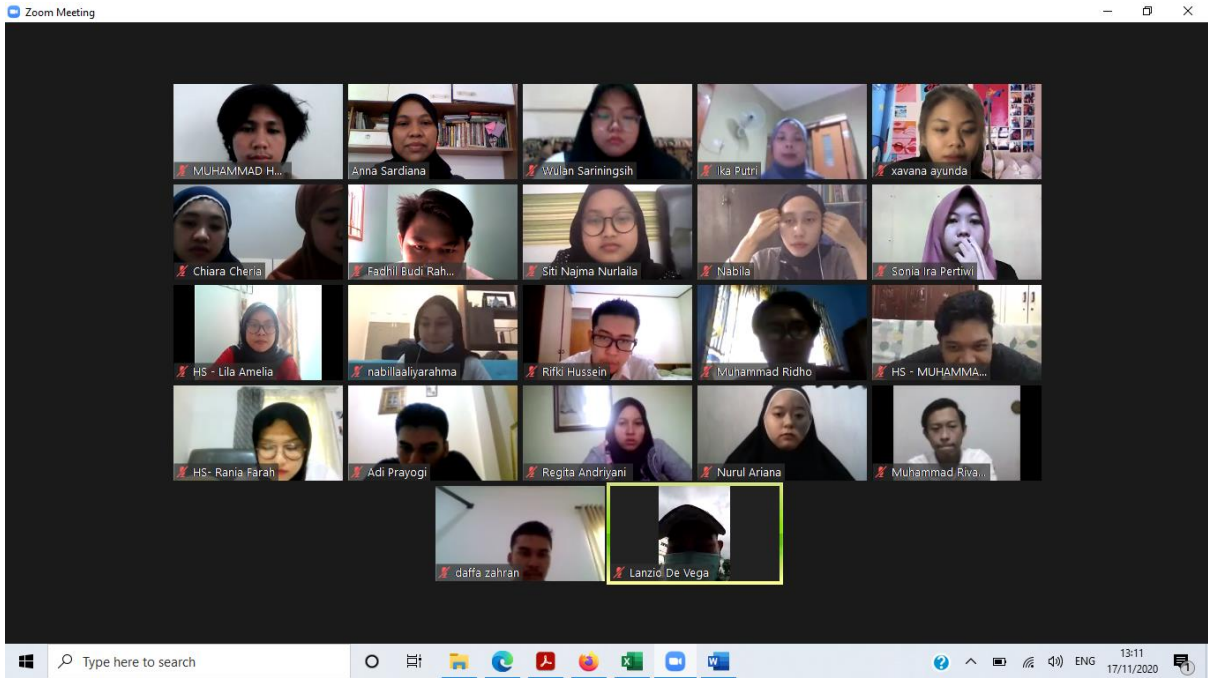 Zoom Meeting
MUHAMMAD H...
Anna Sardiana
Wulan Sariningsih
Ika Putri
xavana ayunda
Chiara Cheria
Fadhil Budi Rah...
Siti Najma Nurlaila
Nabila
Sonia Ira Pertiwi
HS - Lila Amelia
nabillaaliyarahma
Rifki Hussein
Muhammad Ridho
HS - MUHAMMA...
HS- Rania Farah
Adi Prayogi
Regita Andriyani
Nurul Ariana
Muhammad Riva...
daffa zahran
Lanzio De Vega
Type here to search
ENG
13:11
17/11/2020
1